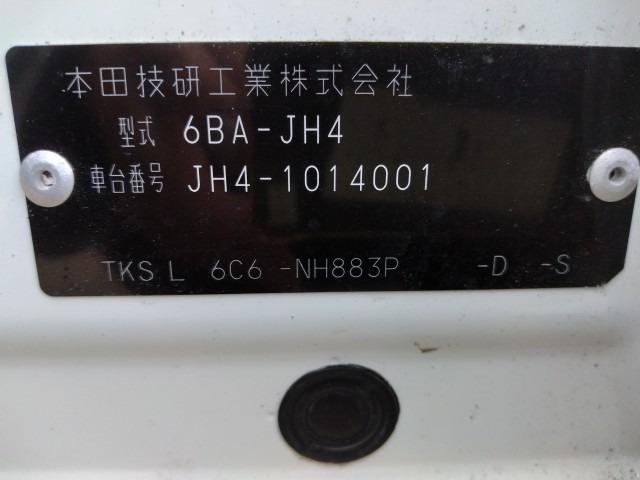 本田技研工業株式会社
型式 6BA-JH4
車台番号 JH4-1014001
TKS L 6C6 -NH883P -D -S